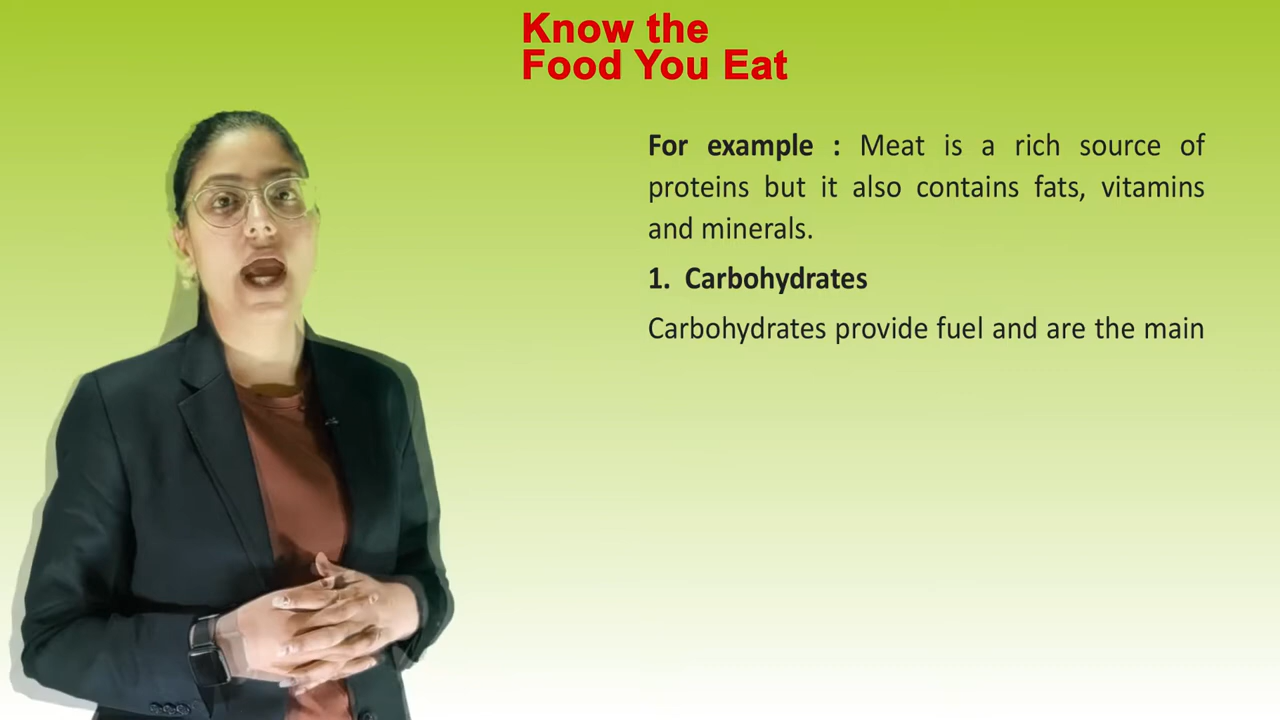 Know the
Food You Eat
For example : Meat is a rich source of
proteins but it also contains fats, vitamins
and minerals.
1. Carbohydrates
Carbohydrates provide fuel and are the main